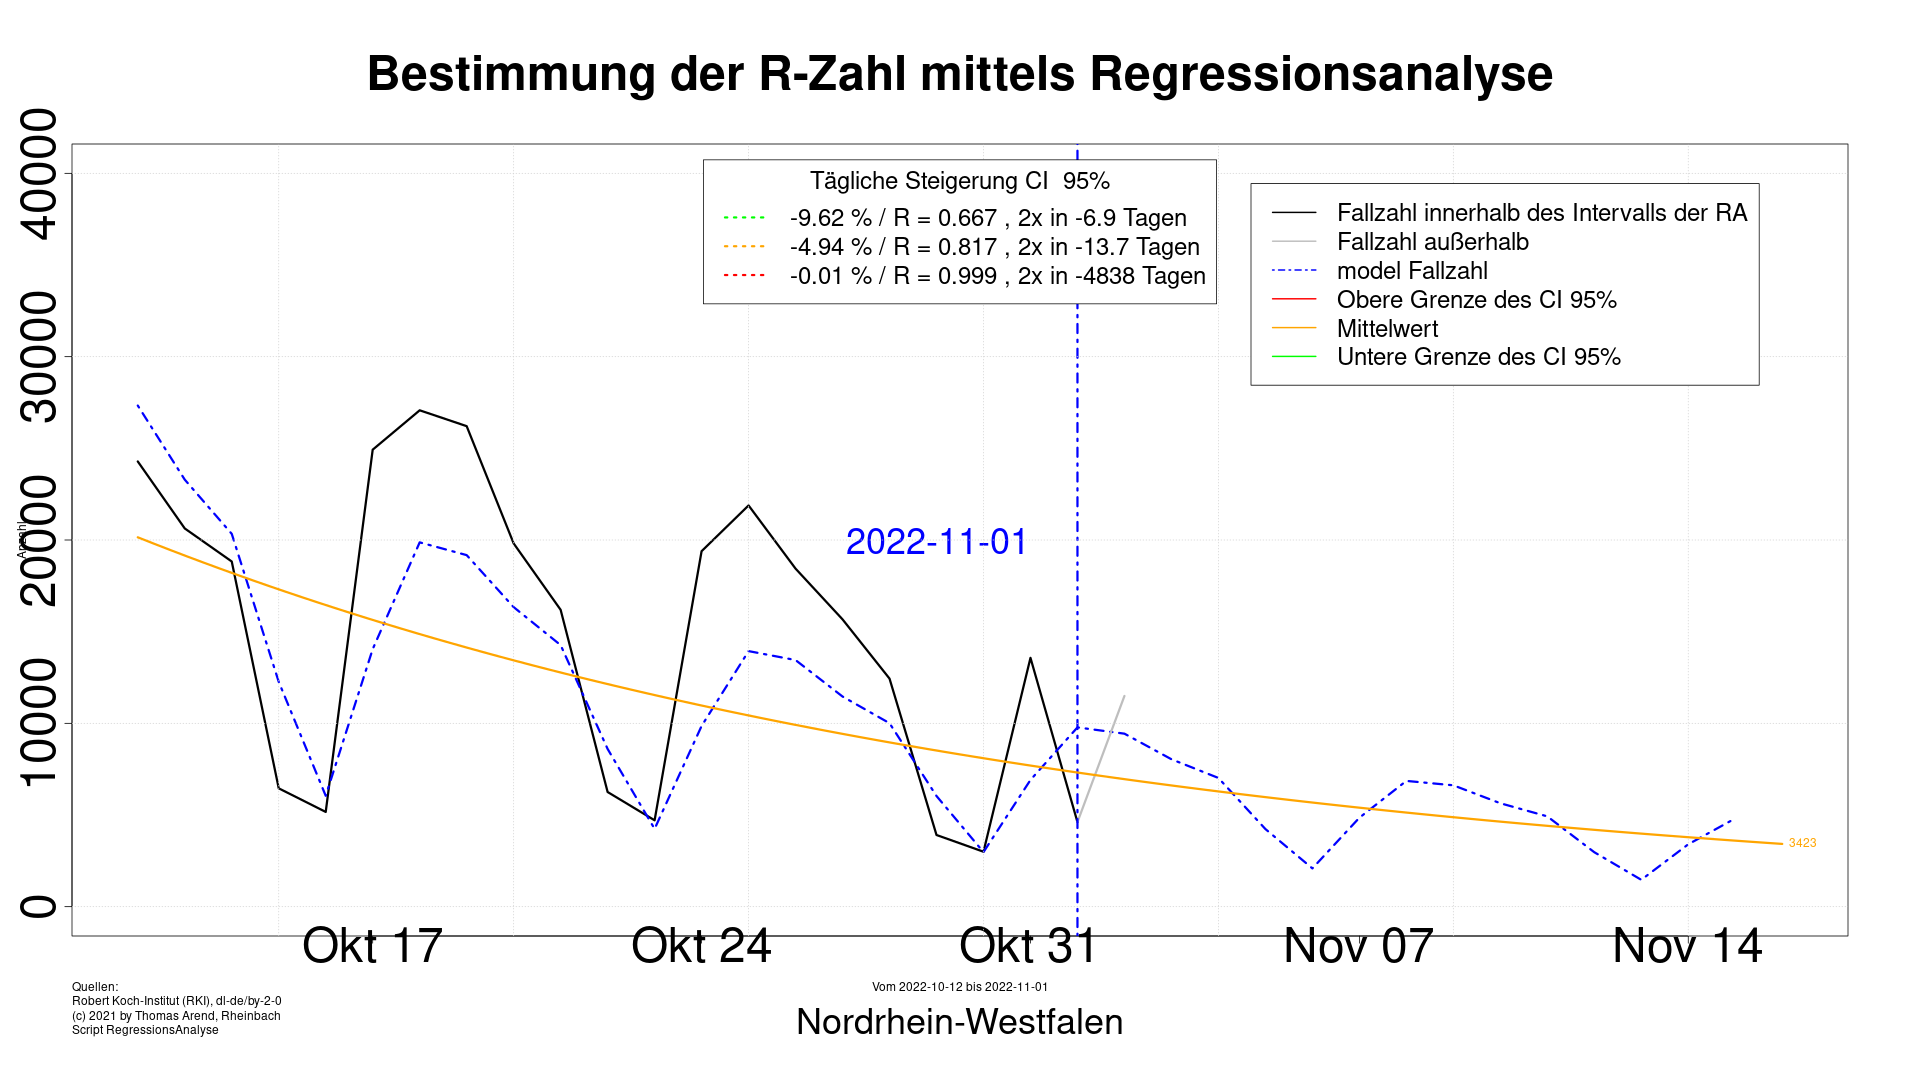 Bestimmung der R-Zahl mittels Regressionsanalyse
Anzahl
40000
30000
20000
10000
0
Tägliche Steigerung CI  95%
-9.62 % / R = 0.667 , 2x in -6.9 Tagen
-4.94 % / R = 0.817 , 2x in -13.7 Tagen
-0.01 % / R = 0.999 , 2x in -4838 Tagen
Fallzahl innerhalb des Intervalls der RA
Fallzahl außerhalb
model Fallzahl
Obere Grenze des CI 95%
Mittelwert
Untere Grenze des CI 95%
2022-11-01
3423
Okt 17
Okt 24
Okt 31
Nov 07
Nov 14
Quellen:
Robert Koch-Institut (RKI), dl-de/by-2-0
(c) 2021 by Thomas Arend, Rheinbach
Script RegressionsAnalyse
Vom 2022-10-12 bis 2022-11-01
Nordrhein-Westfalen